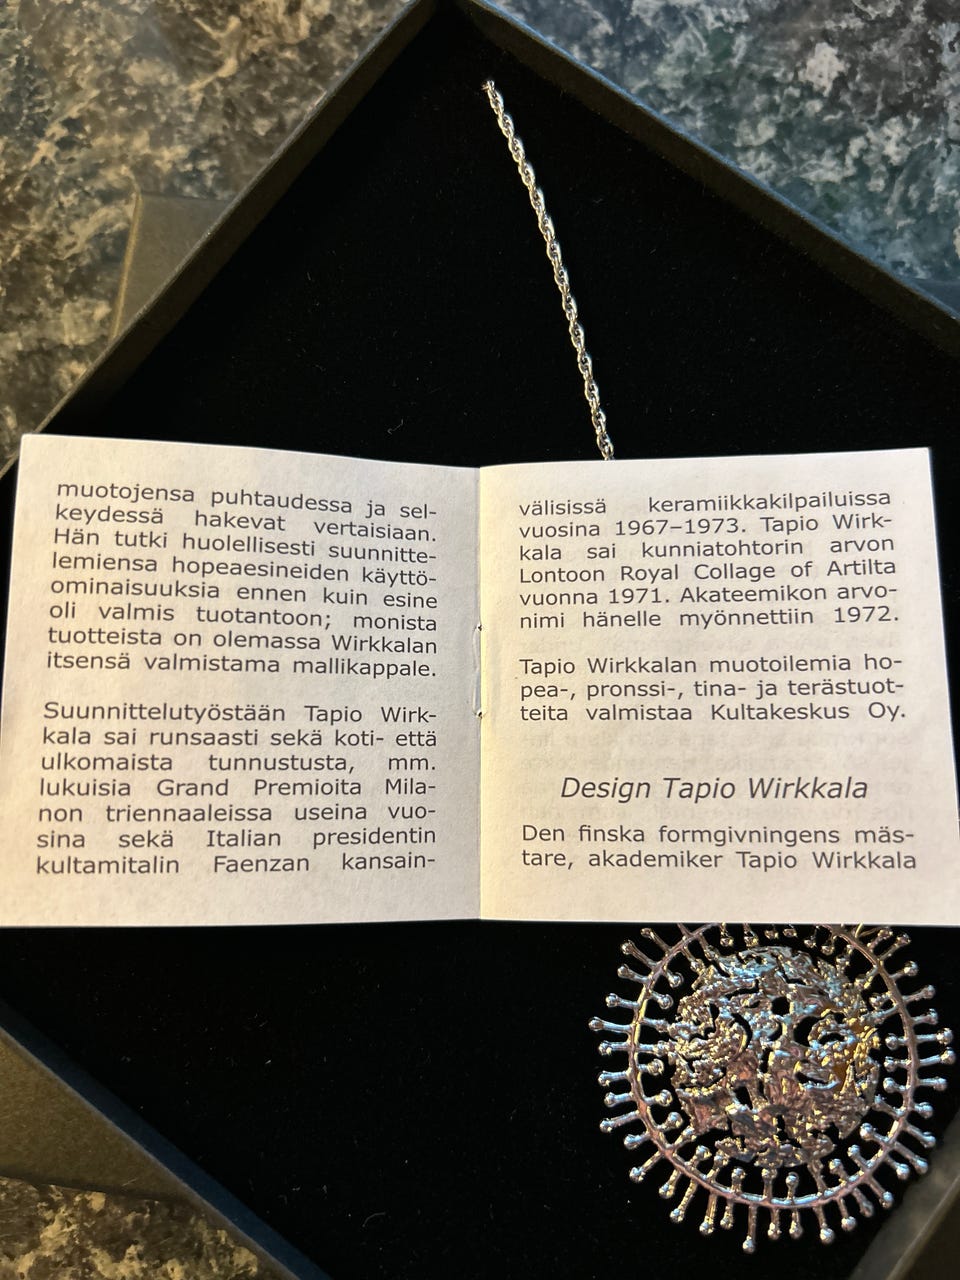 muotojensa puhtaudessa ja sel-
keydessä hakevat vertaisiaan.
Hän tutki huolellisesti suunnitte-
lemiensa hopeaesineiden käyttö-
ominaisuuksia ennen kuin esine
oli valmis tuotantoon; monista
tuotteista on olemassa Wirkkalan
itsensä valmistama mallikappale.
Suunnittelutyöstään Tapio Wirk-
kala sai runsaasti sekä koti- että
ulkomaista tunnustusta, mm.
lukuisia Grand Premioita Mila-
non triennaaleissa useina vuo-
sina sekä Italian presidentin
kultamitalin Faenzan kansain-
välisissä keramiikkakilpailuissa
vuosina 1967–1973. Tapio Wirk-
kala sai kunniatohtorin arvon
Lontoon Royal Collage of Artilta
vuonna 1971. Akateemikon arvo-
nimi hänelle myönnettiin 1972.
Tapio Wirkkalan muotoilemia ho-
pea-, pronssi-, tina- ja terästuot-
teita valmistaa Kultakeskus Oy.
Design Tapio Wirkkala
Den finska formgivningens mäs-
tare, akademiker Tapio Wirkkala